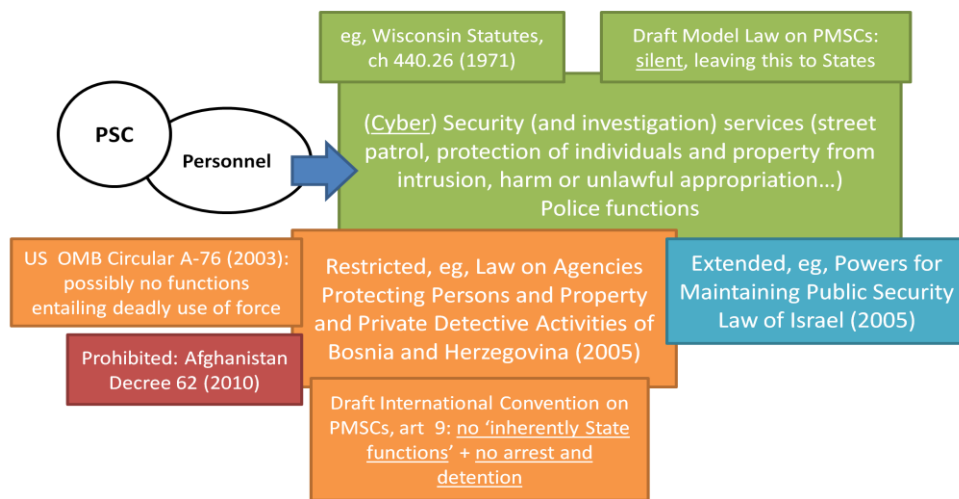 eg, Wisconsin Statutes,
ch 440.26 (1971)
Draft Model Law on PMSCs:
silent, leaving this to States
PSC
Personnel
(Cyber) Security (and investigation) services (street
patrol, protection of individuals and property from
intrusion, harm or unlawful appropriation...)
Police functions
US OMB Circular A-76 (2003):
possibly no functions
entailing deadly use of force
Restricted, eg, Law on Agencies
Protecting Persons and Property
and Private Detective Activities of
Bosnia and Herzegovina (2005)
Extended, eg, Powers for
Maintaining Public Security
Law of Israel (2005)
Prohibited: Afghanistan
Decree 62 (2010)
Draft International Convention on
PMSCs, art 9: no ‘inherently State
functions’ + no arrest and
detention